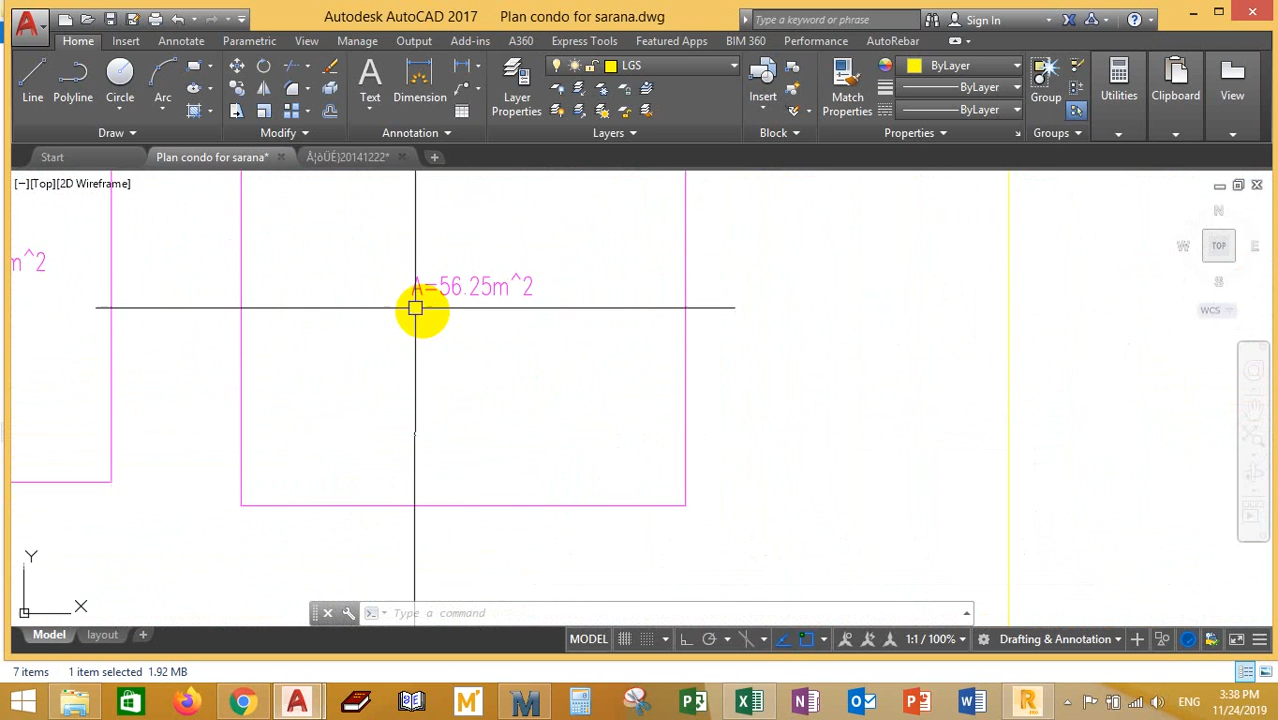 Autodesk AutoCAD 2017 Plan condo for sarana.dwg
Type a keyword or phrase
Sign In
Home Insert Annotate Parametric View Manage Output Add-ins A360 Express Tools Featured Apps BIM 360 Performance AutoRebar
LGS
ByLayer
ByLayer
ByLayer
Line Polyline Circle Arc Text Dimension Layer Properties Insert Match Properties Group Utilities Clipboard View
Draw Modify Annotation Layers Block Properties Groups
Start Plan condo for sarana* Å¦òÜÉ}20141222*
[−][Top][2D Wireframe]
N
W TOP E
S
WCS
m^2
A=56.25m^2
Y
X
Type a command
Model layout
MODEL 1:1 / 100% Drafting & Annotation
7 items 1 item selected 1.92 MB
ENG
3:38 PM
11/24/2019